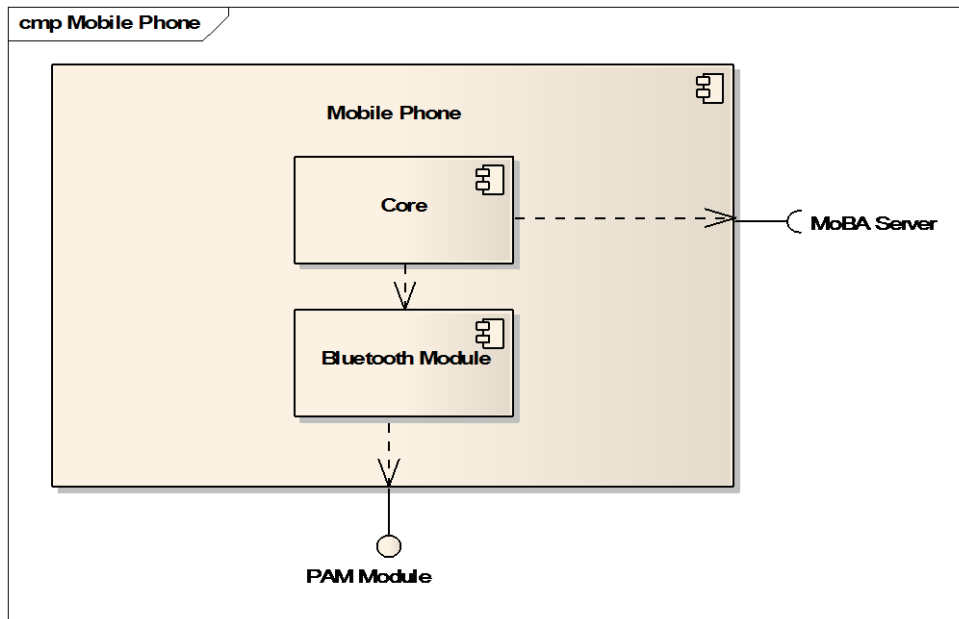 cmp Mobile Phone
Mobile Phone
Core
MoBA Server
Bluetooth Module
PAM Module